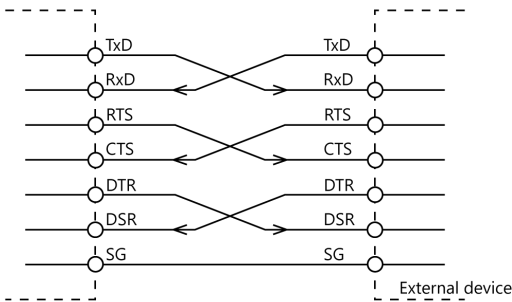 TxD TxD
RxD RxD
RTS RTS
CTS CTS
DTR DTR
DSR DSR
SG SG
External device